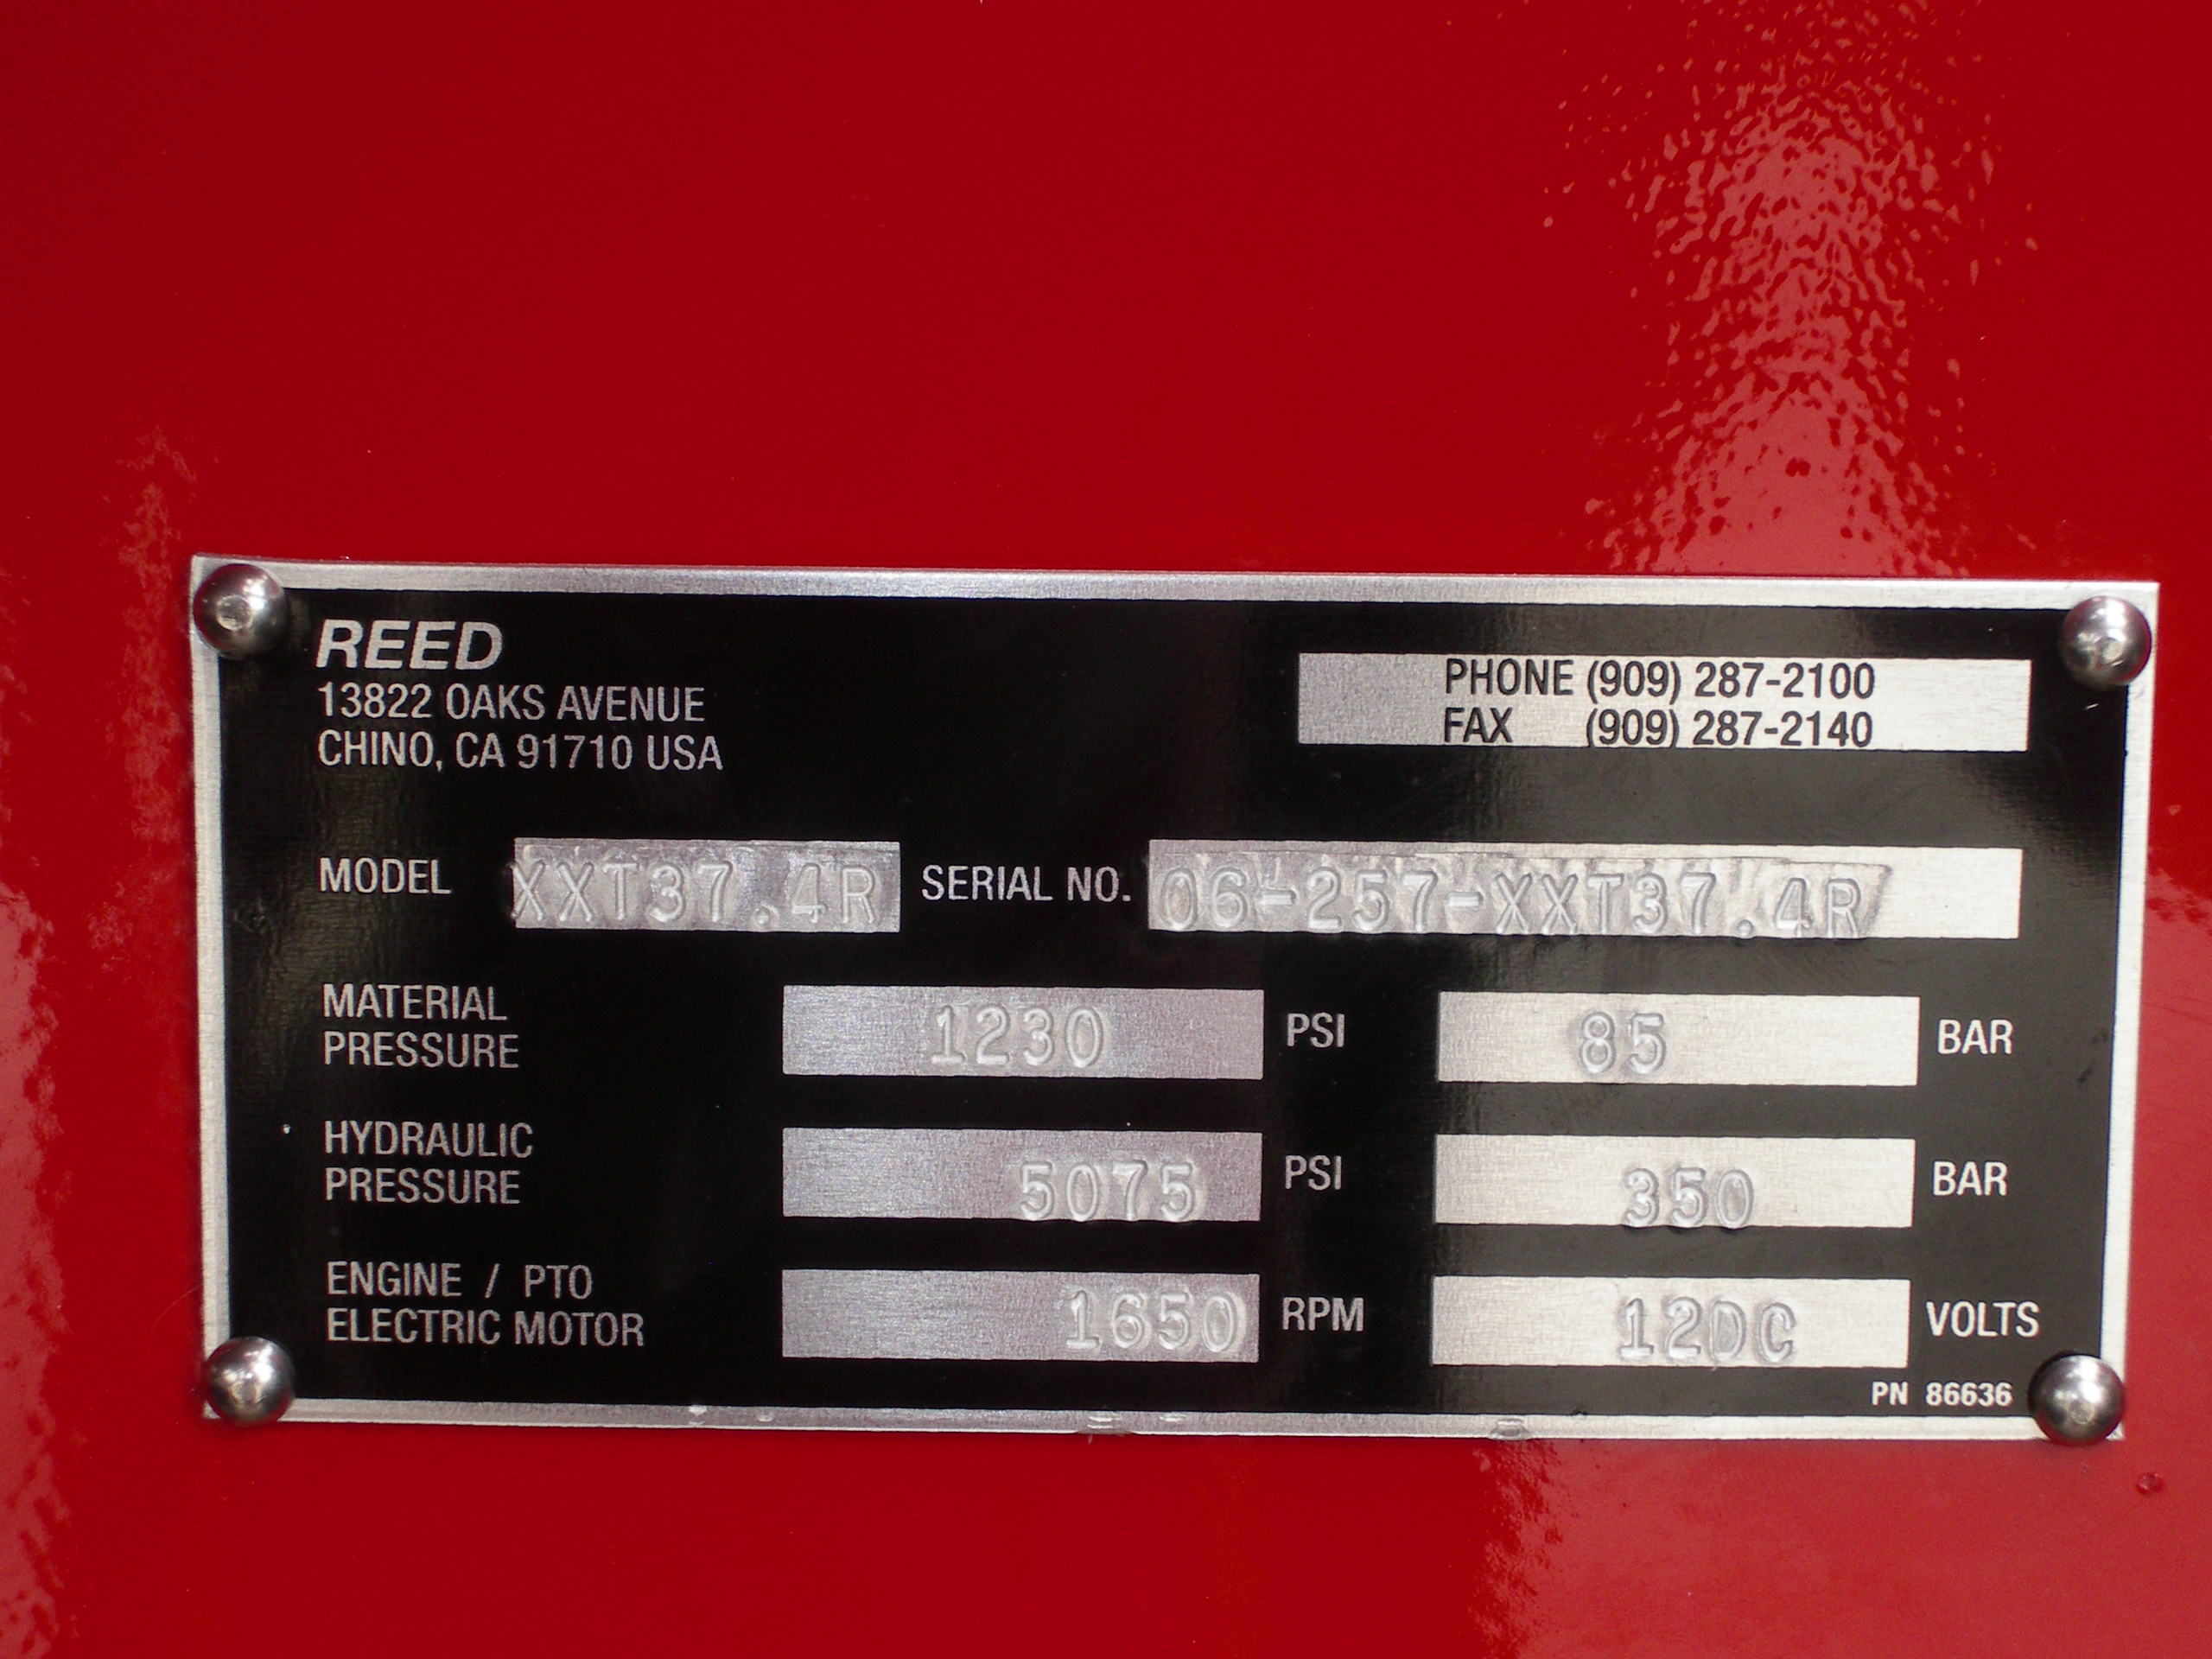 REED
13822 OAKS AVENUE
CHINO, CA 91710 USA
PHONE (909) 287-2100
FAX (909) 287-2140
MODEL XXT37.4R SERIAL NO. 06-257-XXT37.4R
MATERIAL
PRESSURE 1230 PSI 85 BAR
HYDRAULIC
PRESSURE 5075 PSI 350 BAR
ENGINE / PTO
ELECTRIC MOTOR 1650 RPM 12DC VOLTS
PN 86636